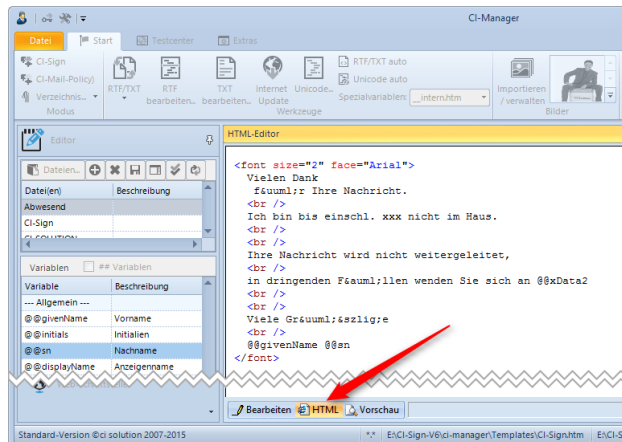 CI-Manager
Datei
Start
Testcenter
Extras
CI-Sign
CI-Mail-Policy)
Verzeichnis...
Modus
RTF/TXT
RTF
bearbeiten...
TXT
bearbeiten...
Internet
Update
Unicode...
RTF/TXT auto
Unicode auto
Spezialvariablen: __intern.htm
Werkzeuge
Importieren
/ verwalten
Bilder
Editor
Dateien...
Datei(en) Beschreibung
Abwesend
CI-Sign
CI-SOLUTION
Variablen ## Variablen
Variable Beschreibung
--- Allgemein ---
@@givenName Vorname
@@initials Initialien
@@sn Nachname
@@displayName Anzeigenname
HTML-Editor
<font size="2" face="Arial">
Vielen Dank
f&uuml;r Ihre Nachricht.
<br />
Ich bin bis einschl. xxx nicht im Haus.
<br />
<br />
Ihre Nachricht wird nicht weitergeleitet,
<br />
in dringenden F&auml;llen wenden Sie sich an @@xData2
<br />
<br />
Viele Gr&uuml;&szlig;e
<br />
@@givenName @@sn
</font>
Bearbeiten HTML Vorschau
Standard-Version ©ci solution 2007-2015
*.* E:\CI-Sign-V6\ci-manager\Templates\CI-Sign.htm E:\CI-S